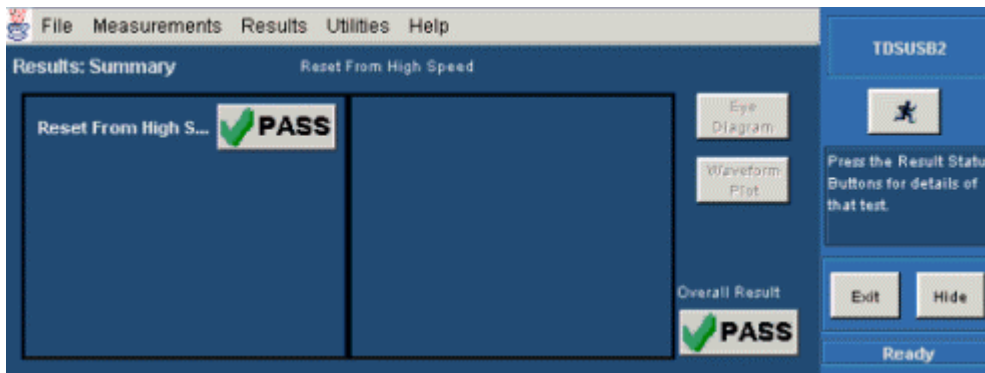 File Measurements Results Utilities Help
Results: Summary
Reset From High Speed
Reset From High S...
PASS
Eye
Diagram
Waveform
Plot
Overall Result
PASS
TDSUSB2
Press the Result Statu
Buttons for details of
that test.
Exit
Hide
Ready